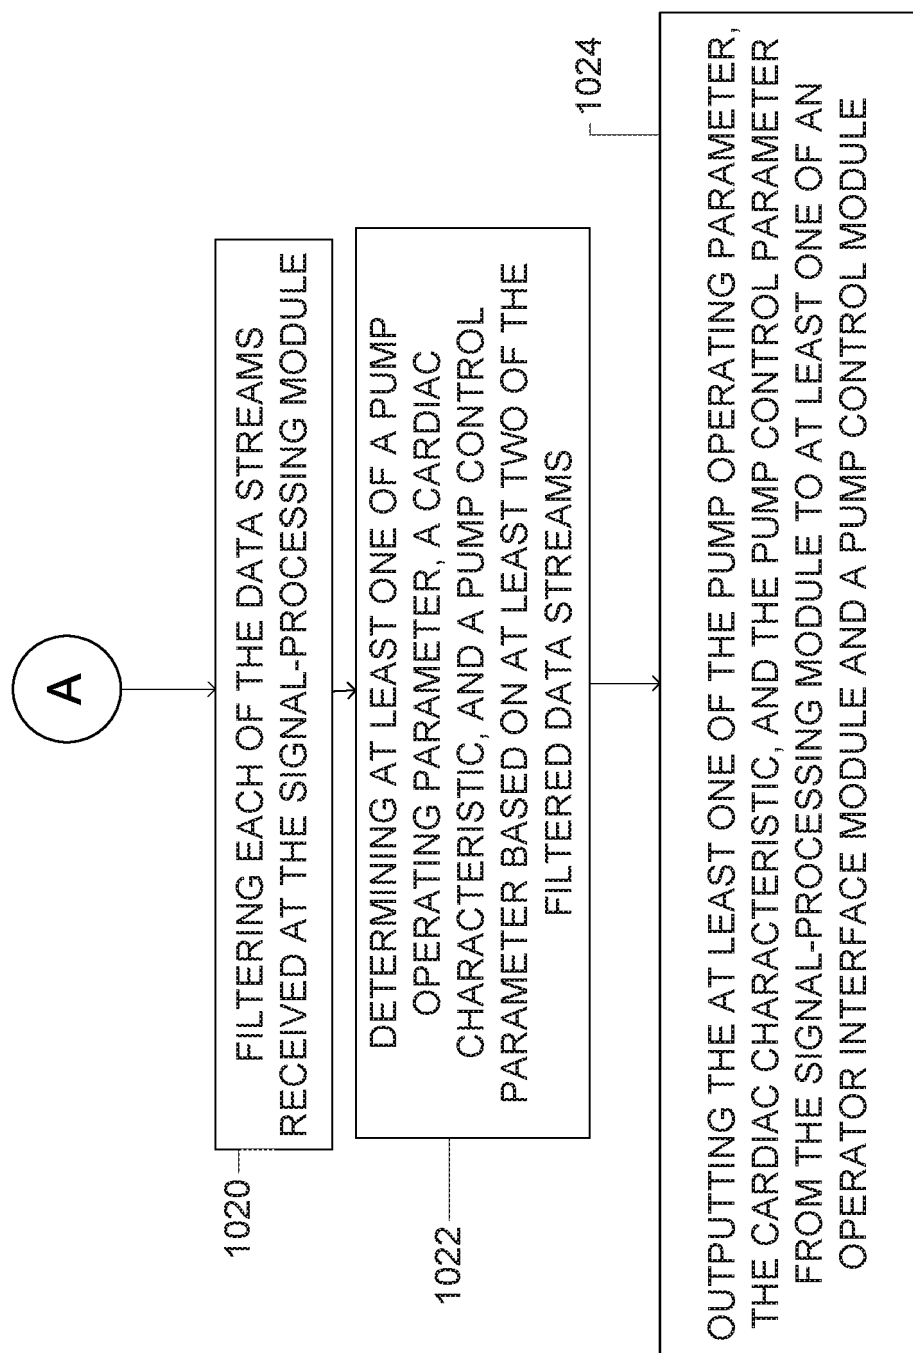 A
1020
FILTERING EACH OF THE DATA STREAMS
RECEIVED AT THE SIGNAL-PROCESSING MODULE
1022
DETERMINING AT LEAST ONE OF A PUMP
OPERATING PARAMETER, A CARDIAC
CHARACTERISTIC, AND A PUMP CONTROL
PARAMETER BASED ON AT LEAST TWO OF THE
FILTERED DATA STREAMS
1024
OUTPUTTING THE AT LEAST ONE OF THE PUMP OPERATING PARAMETER,
THE CARDIAC CHARACTERISTIC, AND THE PUMP CONTROL PARAMETER
FROM THE SIGNAL-PROCESSING MODULE TO AT LEAST ONE OF AN
OPERATOR INTERFACE MODULE AND A PUMP CONTROL MODULE